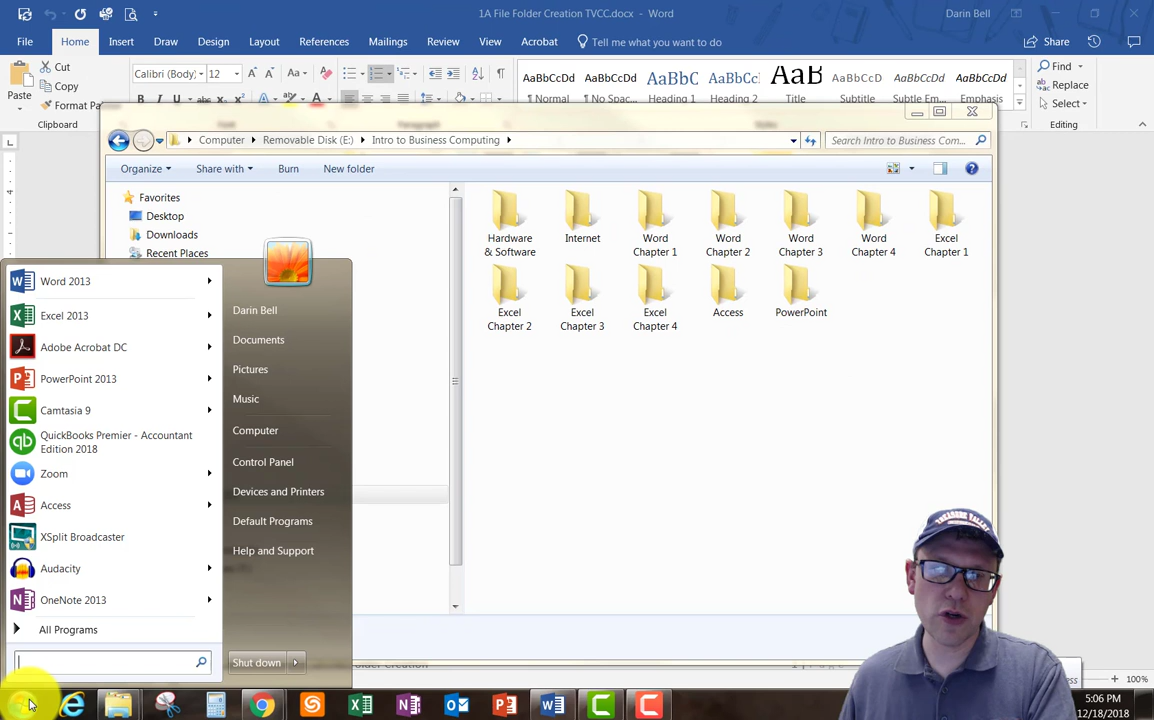 1A File Folder Creation TVCC.docx - Word
Darin Bell
File
Home
Insert
Draw
Design
Layout
References
Mailings
Review
View
Acrobat
Tell me what you want to do
Share
Paste
Cut
Copy
Format Pa
Clipboard
Calibri (Body)
12
Aa
B I U abc
AaBbCcDd
¶ Normal
AaBbCcDd
¶ No Spac...
AaBbC
Heading 1
AaBbCcD
Heading 2
AaB
Title
AaBbCcD
Subtitle
AaBbCcDd
Subtle Em...
AaBbCcDd
Emphasis
Find
Replace
Select
Editing
Computer
Removable Disk (E:)
Intro to Business Computing
Search Intro to Business Com...
Organize
Share with
Burn
New folder
Favorites
Desktop
Downloads
Recent Places
Hardware
& Software
Internet
Word
Chapter 1
Word
Chapter 2
Word
Chapter 3
Word
Chapter 4
Excel
Chapter 1
Excel
Chapter 2
Excel
Chapter 3
Excel
Chapter 4
Access
PowerPoint
Word 2013
Excel 2013
Adobe Acrobat DC
PowerPoint 2013
Camtasia 9
QuickBooks Premier - Accountant
Edition 2018
Zoom
Access
XSplit Broadcaster
Audacity
OneNote 2013
All Programs
Darin Bell
Documents
Pictures
Music
Computer
Control Panel
Devices and Printers
Default Programs
Help and Support
Shut down
TREASURE VALLEY
100%
5:06 PM
12/18/2018